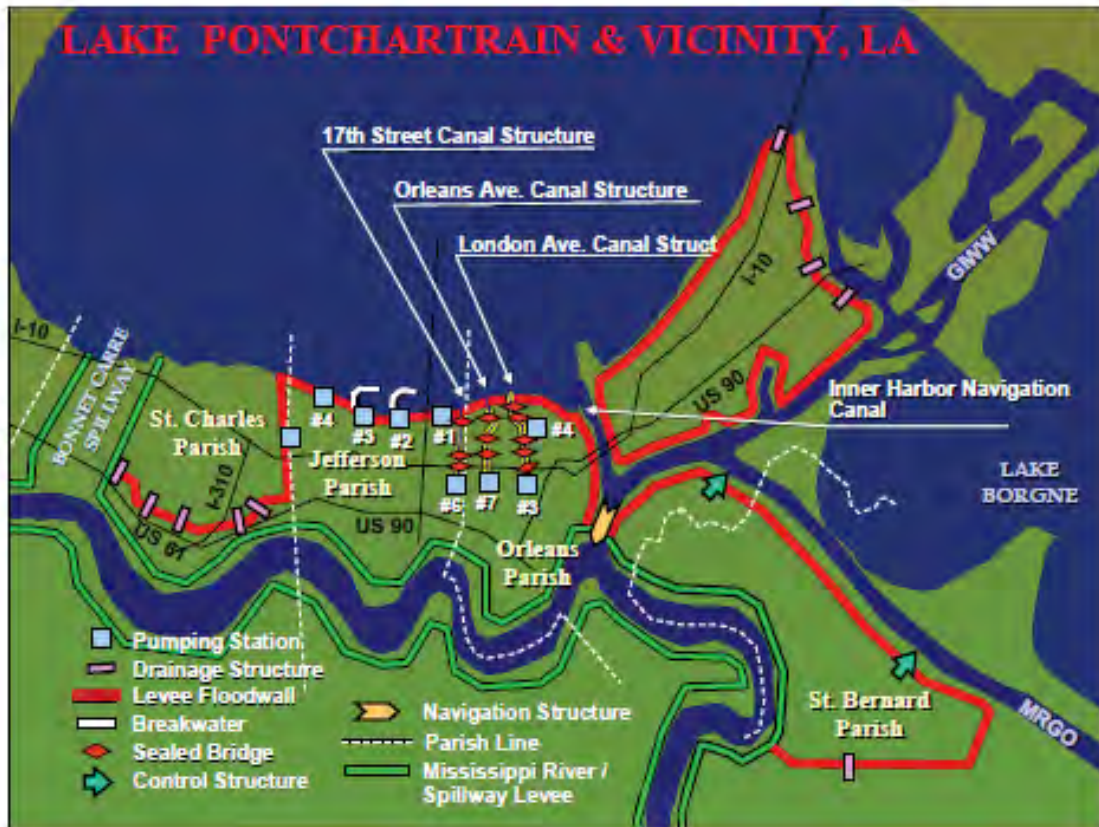 LAKE PONTCHARTRAIN & VICINITY, LA
17th Street Canal Structure
Orleans Ave. Canal Structure
London Ave. Canal Struct
I-10
GIWW
I-10
BONNET CARRE
SPILLWAY
US 90
Inner Harbor Navigation
Canal
St. Charles
Parish
#4
#3
#2
#1
#4
Jefferson
Parish
I-310
LAKE
BORGNE
#6
#7
#3
US 61
US 90
Orleans
Parish
Pumping Station
Drainage Structure
Levee Floodwall
Breakwater
Sealed Bridge
Control Structure
Navigation Structure
Parish Line
Mississippi River /
Spillway Levee
St. Bernard
Parish
MRGO